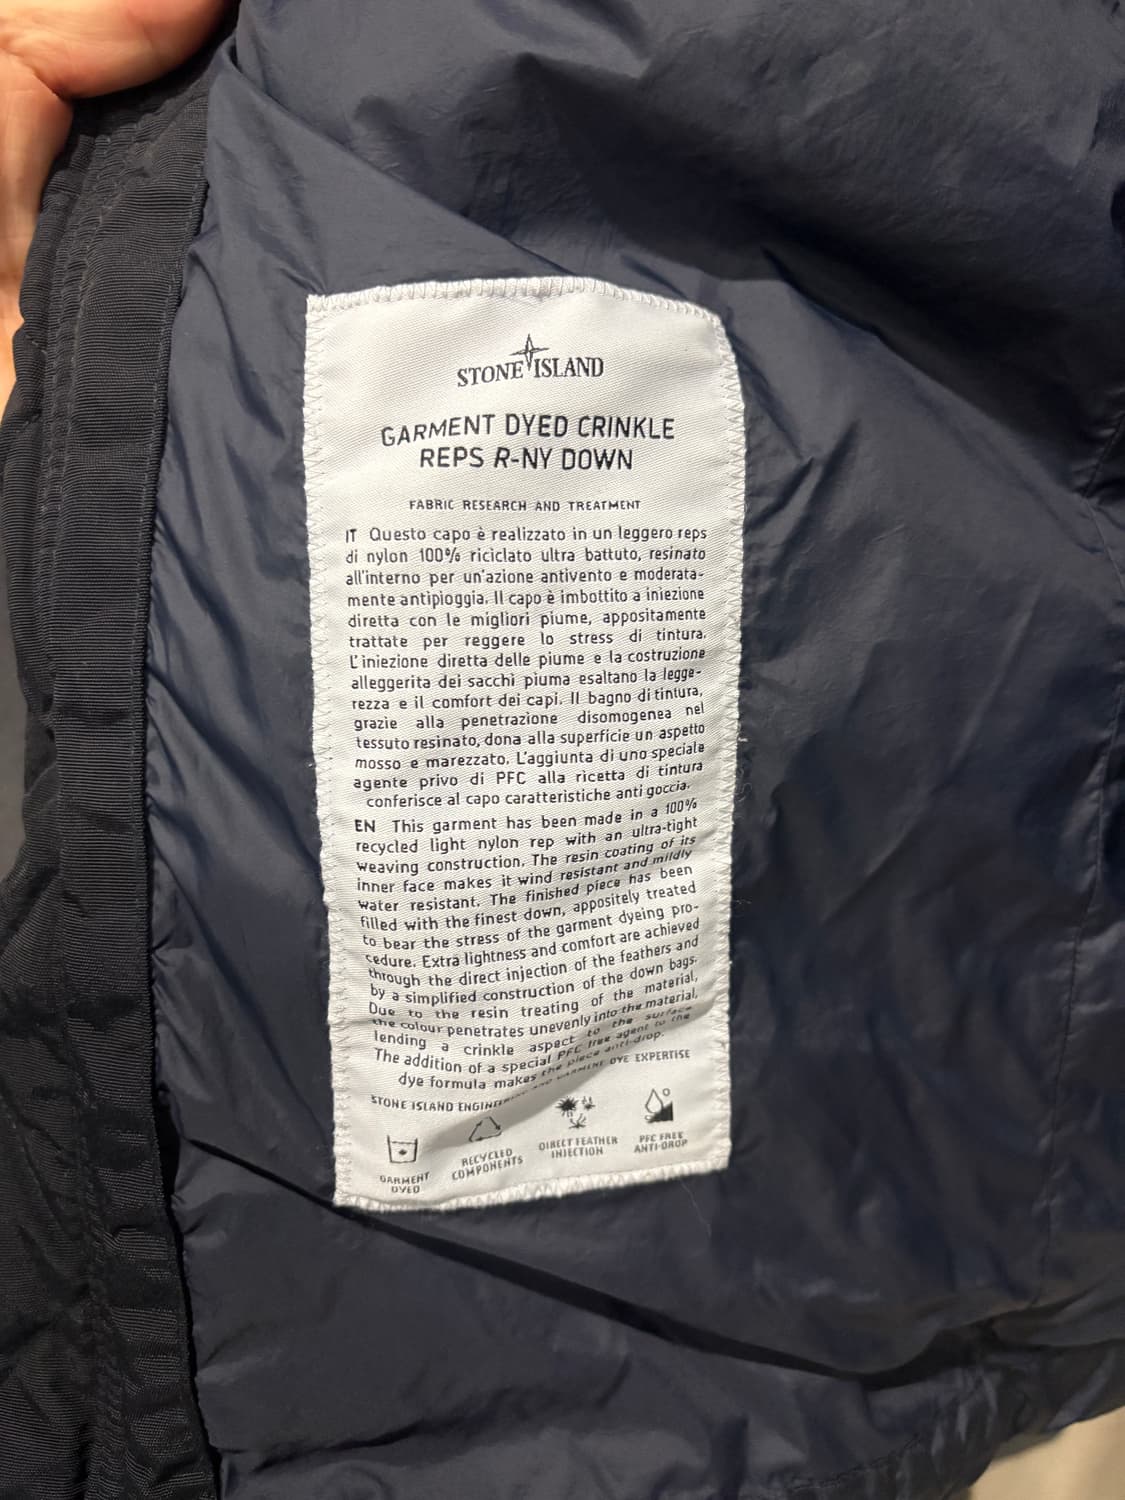 STONE ISLAND
GARMENT DYED CRINKLE
REPS R-NY DOWN
FABRIC RESEARCH AND TREATMENT
IT Questo capo è realizzato in un leggero reps
di nylon 100% riciclato ultra battuto, resinato
all'interno per un'azione antivento e moderata-
mente antipioggia. Il capo è imbottito a iniezione
diretta con le migliori piume, appositamente
trattate per reggere lo stress di tintura.
L'iniezione diretta delle piume e la costruzione
alleggerita dei sacchi piuma esaltano la legge-
rezza e il comfort dei capi. Il bagno di tintura,
grazie alla penetrazione disomogenea nel
tessuto resinato, dona alla superficie un aspetto
mosso e marezzato. L'aggiunta di uno speciale
agente privo di PFC alla ricetta di tintura
conferisce al capo caratteristiche anti goccia.
EN This garment has been made in a 100%
recycled light nylon rep with an ultra-tight
weaving construction. The resin coating of its
inner face makes it wind resistant and mildly
water resistant. The finished piece has been
filled with the finest down, appositely treated
to bear the stress of the garment dyeing pro-
cedure. Extra lightness and comfort are achieved
through the direct injection of the feathers and
by a simplified construction of the down bags.
Due to the resin treating of the material,
the colour penetrates unevenly into the material,
lending a crinkle aspect to the surface.
The addition of a special PFC free agent to the
dye formula makes the piece anti-drop.
STONE ISLAND ENGINEERING AND GARMENT DYE EXPERTISE
GARMENT
DYED
RECYCLED
COMPONENTS
DIRECT FEATHER
INJECTION
PFC FREE
ANTI-DROP